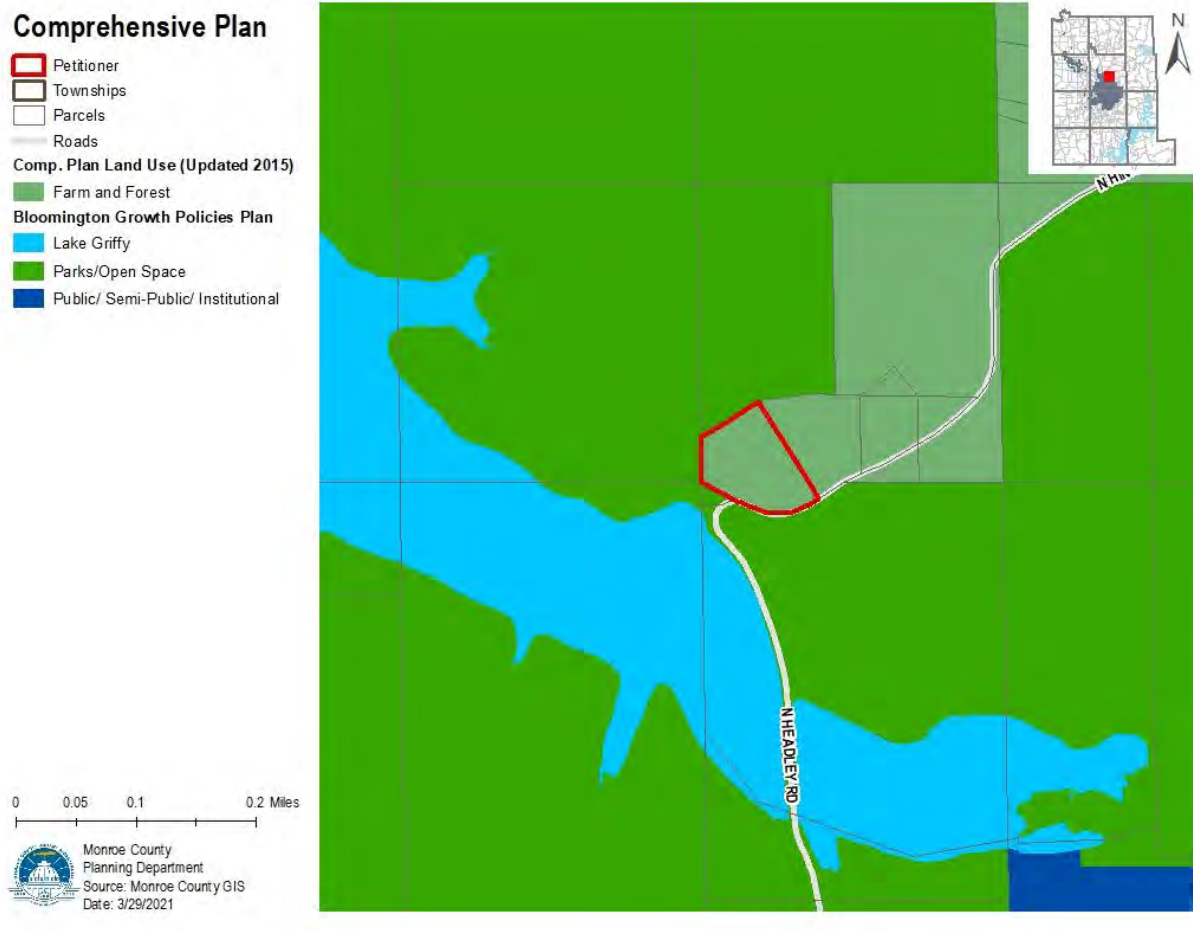 Comprehensive Plan
Petitioner
Townships
Parcels
Roads
Comp. Plan Land Use (Updated 2015)
Farm and Forest
Bloomington Growth Policies Plan
Lake Griffy
Parks/Open Space
Public/ Semi-Public/ Institutional
N
N HIN
N HEADLEY RD
0 0.05 0.1 0.2 Miles
Monroe County
Planning Department
Source: Monroe County GIS
Date: 3/29/2021